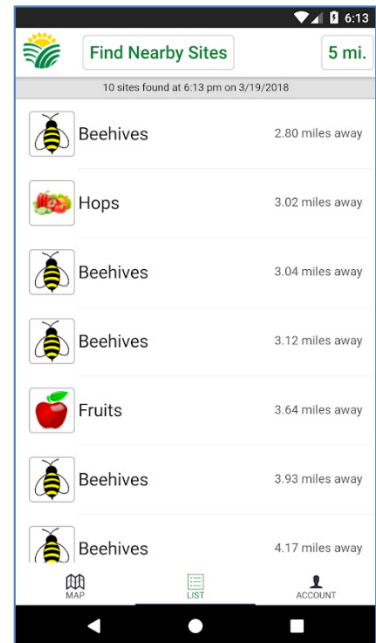 6:13
Find Nearby Sites
5 mi.
10 sites found at 6:13 pm on 3/19/2018
Beehives 2.80 miles away
Hops 3.02 miles away
Beehives 3.04 miles away
Beehives 3.12 miles away
Fruits 3.64 miles away
Beehives 3.93 miles away
Beehives 4.17 miles away
MAP LIST ACCOUNT